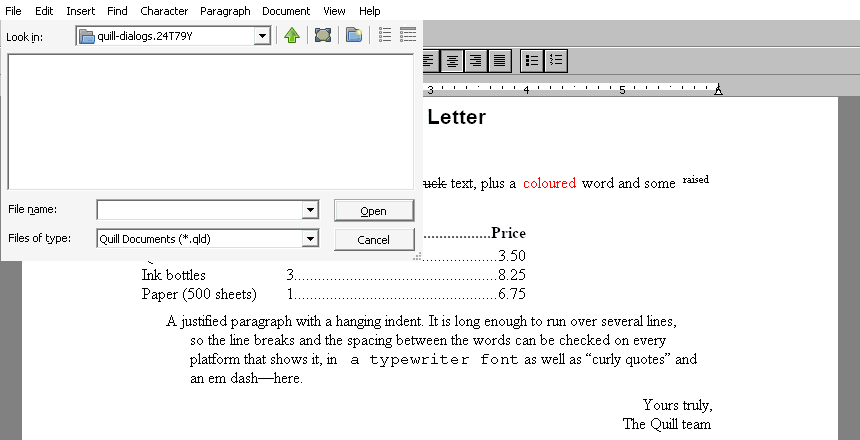 File Edit Insert Find Character Paragraph Document View Help
Look in: quill-dialogs.24T79Y
3 4 5
Letter
text, plus a coloured word and some raised
File name: Open
Files of type: Quill Documents (*.qld) Cancel
Price
3.50
Ink bottles 3 8.25
Paper (500 sheets) 1 6.75
A justified paragraph with a hanging indent. It is long enough to run over several lines,
so the line breaks and the spacing between the words can be checked on every
platform that shows it, in a typewriter font as well as “curly quotes” and
an em dash—here.
Yours truly,
The Quill team